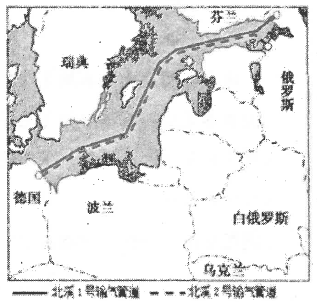 芬兰
瑞典
俄罗斯
德国
波兰
白俄罗斯
乌克兰
北溪1号输气管道 北溪2号输气管道